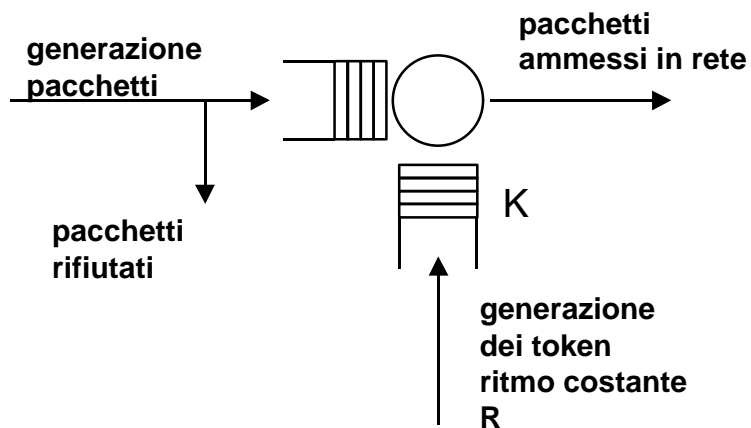 generazione
pacchetti
pacchetti
ammessi in rete
K
pacchetti
rifiutati
generazione
dei token
ritmo costante
R